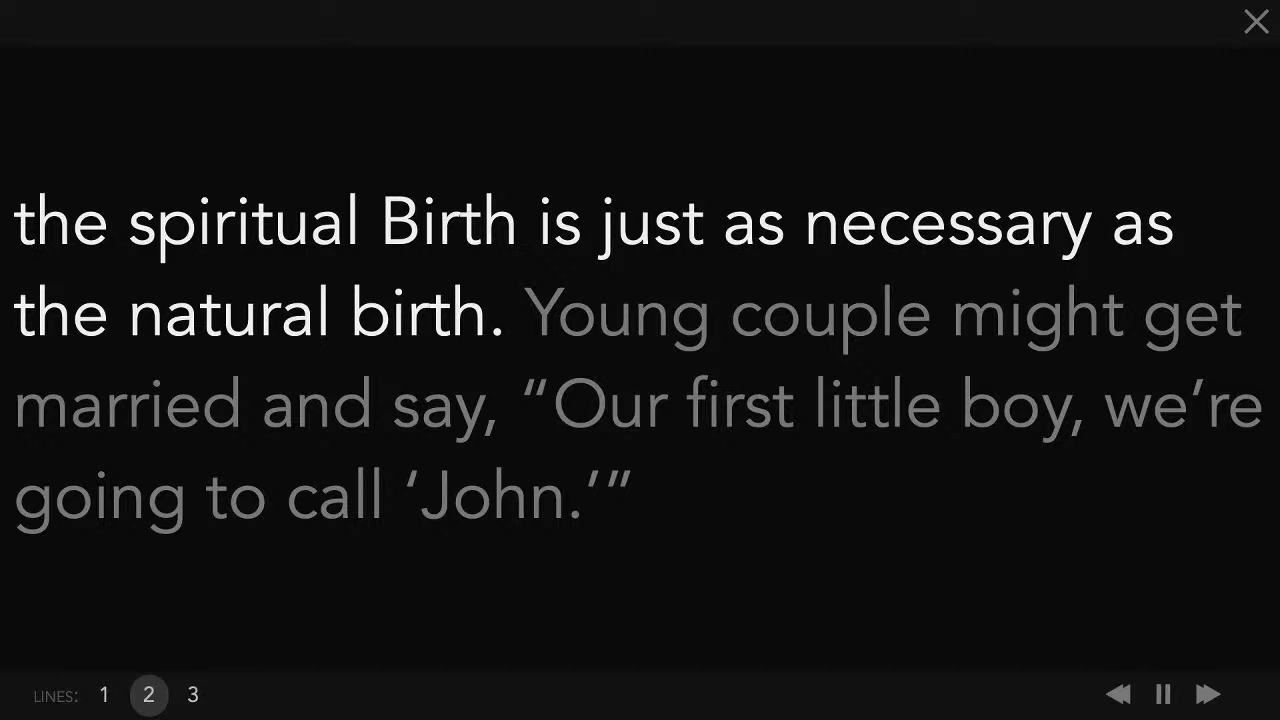 the spiritual Birth is just as necessary as
the natural birth. Young couple might get
married and say, “Our first little boy, we’re
going to call ‘John.’”
LINES: 1 2 3